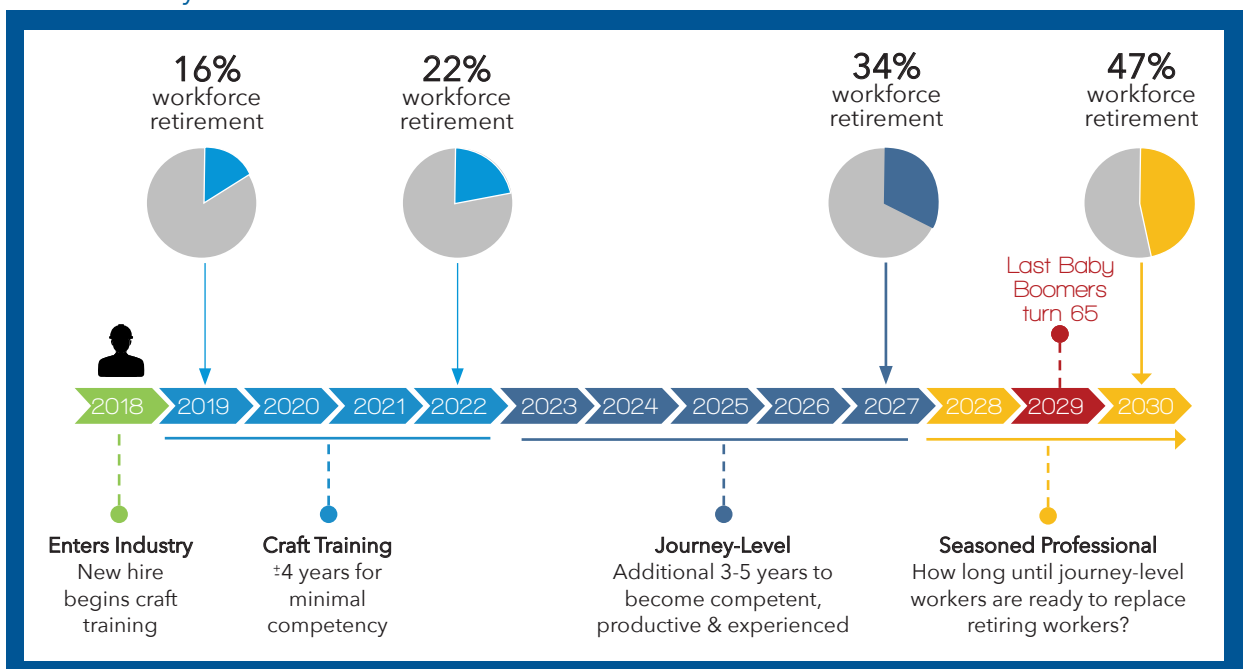 16%
workforce
retirement
22%
workforce
retirement
34%
workforce
retirement
47%
workforce
retirement
Last Baby
Boomers
turn 65
2018
2019
2020
2021
2022
2023
2024
2025
2026
2027
2028
2029
2030
Enters Industry
New hire
begins craft
training
Craft Training
±4 years for
minimal
competency
Journey-Level
Additional 3-5 years to
become competent,
productive & experienced
Seasoned Professional
How long until journey-level
workers are ready to replace
retiring workers?